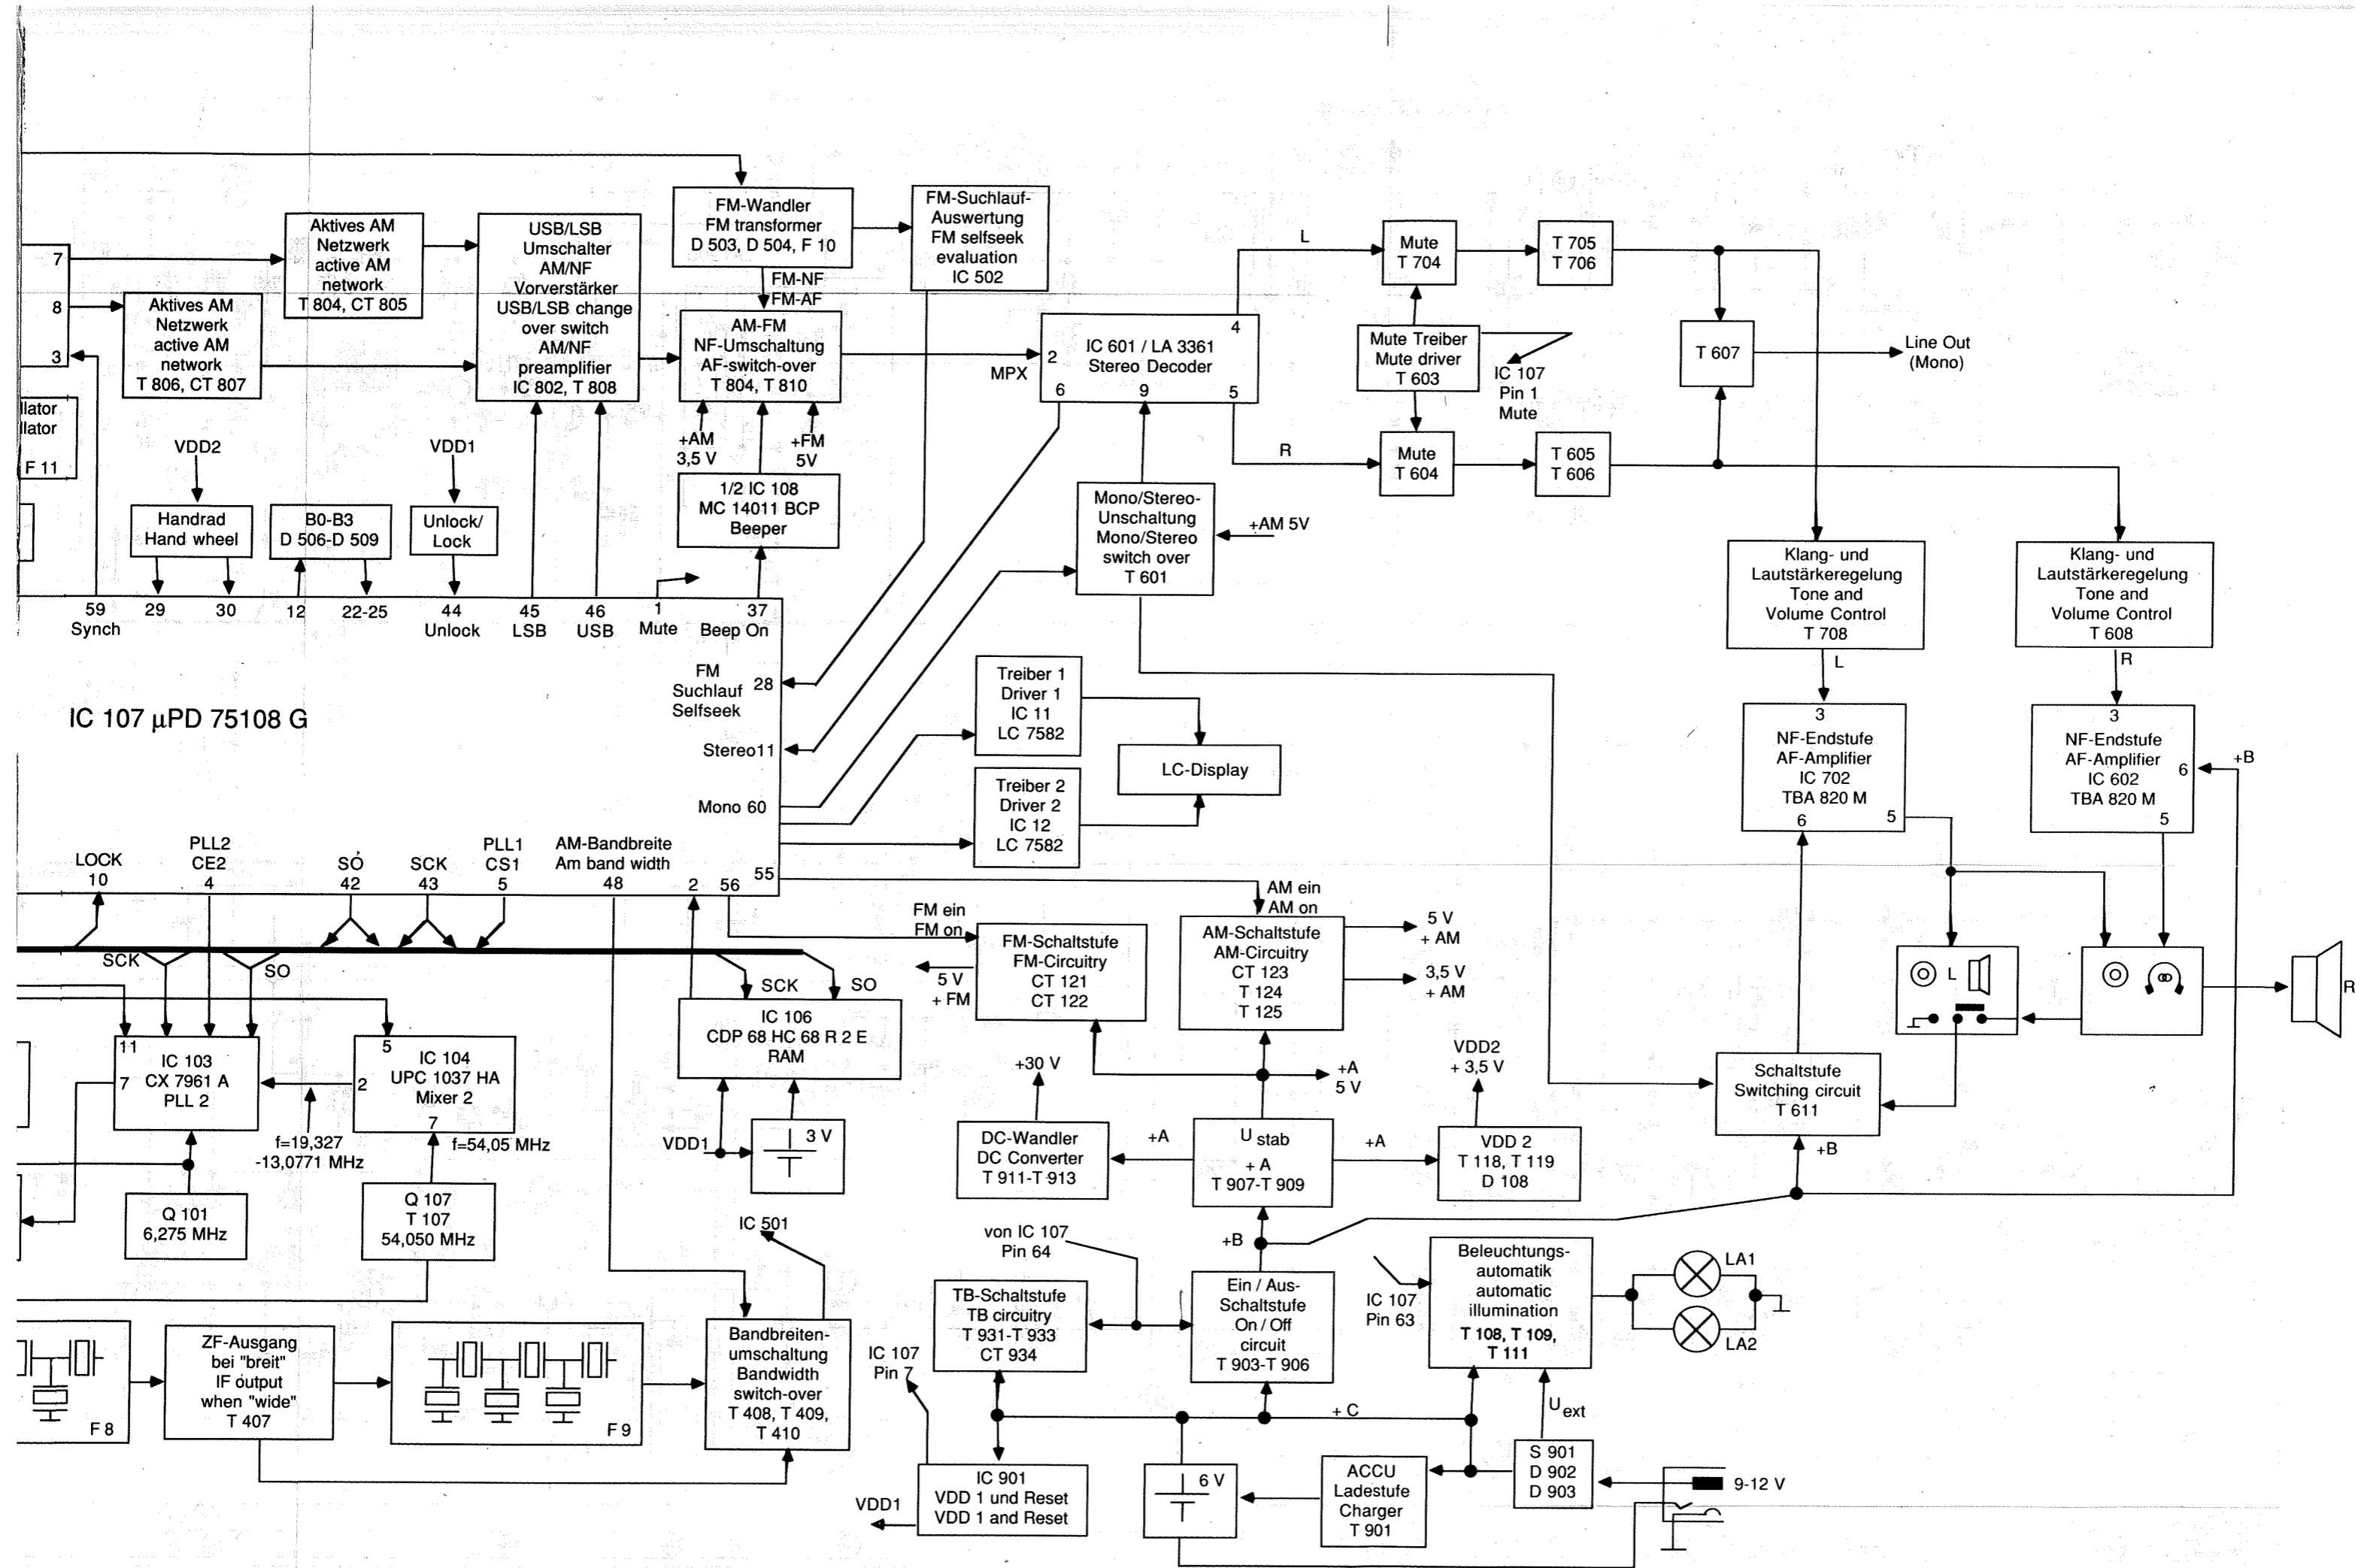 FM-Wandler
FM transformer
D 503, D 504, F 10
FM-Suchlauf-
Auswertung
FM selfseek
evaluation
IC 502
7
8
3
Aktives AM
Netzwerk
active AM
network
T 804, CT 805
Aktives AM
Netzwerk
active AM
network
T 806, CT 807
USB/LSB
Umschalter
AM/NF
Vorverstärker
USB/LSB change
over switch
AM/NF
preamplifier
IC 802, T 808
FM-NF
FM-AF
AM-FM
NF-Umschaltung
AF-switch-over
T 804, T 810
+AM
3,5 V
+FM
5V
1/2 IC 108
MC 14011 BCP
Beeper
MPX
2
IC 601 / LA 3361
Stereo Decoder
4
6
9
5
L
R
Mute
T 704
T 705
T 706
Mute Treiber
Mute driver
T 603
IC 107
Pin 1
Mute
Mute
T 604
T 605
T 606
T 607
Line Out
(Mono)
llator
llator
F 11
VDD2
Handrad
Hand wheel
B0-B3
D 506-D 509
VDD1
Unlock/
Lock
Mono/Stereo-
Unschaltung
Mono/Stereo
switch over
T 601
+AM 5V
Klang- und
Lautstärkeregelung
Tone and
Volume Control
T 708
L
Klang- und
Lautstärkeregelung
Tone and
Volume Control
T 608
R
59
Synch
29
30
12
22-25
44
Unlock
45
LSB
46
USB
1
Mute
37
Beep On
FM
Suchlauf
Selfseek
28
Stereo11
Mono 60
IC 107 µPD 75108 G
Treiber 1
Driver 1
IC 11
LC 7582
Treiber 2
Driver 2
IC 12
LC 7582
LC-Display
3
NF-Endstufe
AF-Amplifier
IC 702
TBA 820 M
6
5
3
NF-Endstufe
AF-Amplifier
IC 602
TBA 820 M
6
5
+B
LOCK
10
PLL2
CE2
4
SO
42
SCK
43
PLL1
CS1
5
AM-Bandbreite
Am band width
48
2
56
55
FM ein
FM on
AM ein
AM on
FM-Schaltstufe
FM-Circuitry
CT 121
CT 122
5 V
+ FM
AM-Schaltstufe
AM-Circuitry
CT 123
T 124
T 125
5 V
+ AM
3,5 V
+ AM
L
R
SCK
SO
SCK
SO
IC 106
CDP 68 HC 68 R 2 E
RAM
11
7
IC 103
CX 7961 A
PLL 2
5
2
7
IC 104
UPC 1037 HA
Mixer 2
f=19,327
-13,0771 MHz
f=54,05 MHz
VDD1
3 V
Q 101
6,275 MHz
Q 107
T 107
54,050 MHz
+30 V
+A
5 V
VDD2
+ 3,5 V
DC-Wandler
DC Converter
T 911-T 913
+A
U stab
+ A
T 907-T 909
+A
VDD 2
T 118, T 119
D 108
Schaltstufe
Switching circuit
T 611
+B
IC 501
von IC 107
Pin 64
+B
TB-Schaltstufe
TB circuitry
T 931-T 933
CT 934
Ein / Aus-
Schaltstufe
On / Off
circuit
T 903-T 906
IC 107
Pin 63
Beleuchtungs-
automatik
automatic
illumination
T 108, T 109,
T 111
LA1
LA2
F 8
ZF-Ausgang
bei "breit"
IF output
when "wide"
T 407
F 9
Bandbreiten-
umschaltung
Bandwidth
switch-over
T 408, T 409,
T 410
IC 107
Pin 7
+ C
U ext
IC 901
VDD 1 und Reset
VDD 1 and Reset
VDD1
6 V
ACCU
Ladestufe
Charger
T 901
S 901
D 902
D 903
9-12 V